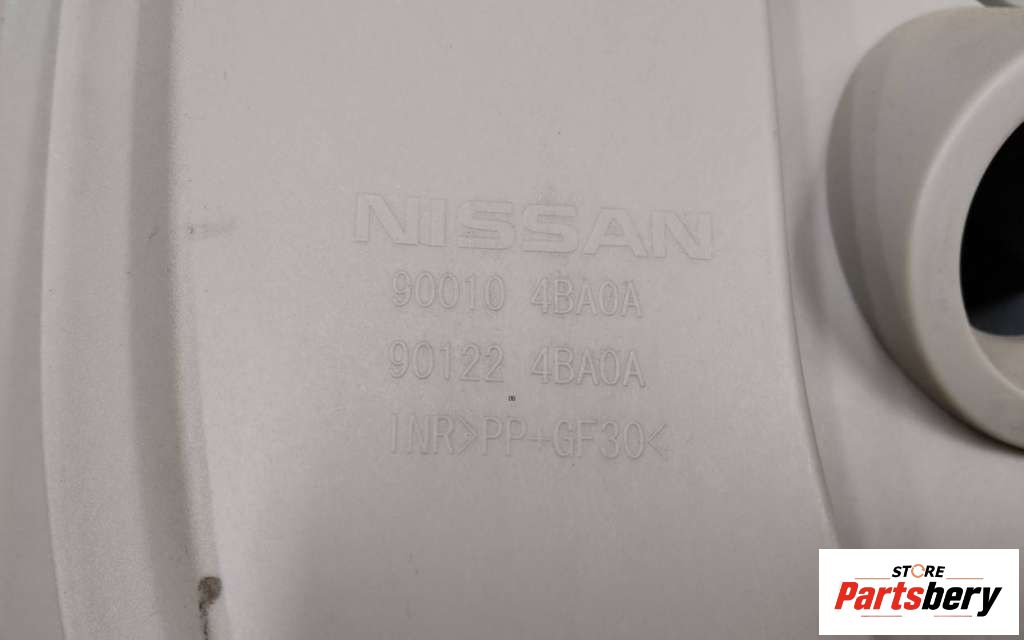 NISSAN
90010 4BA0A
90122 4BA0A
INR>PP+GF30<
STORE
Partsbery